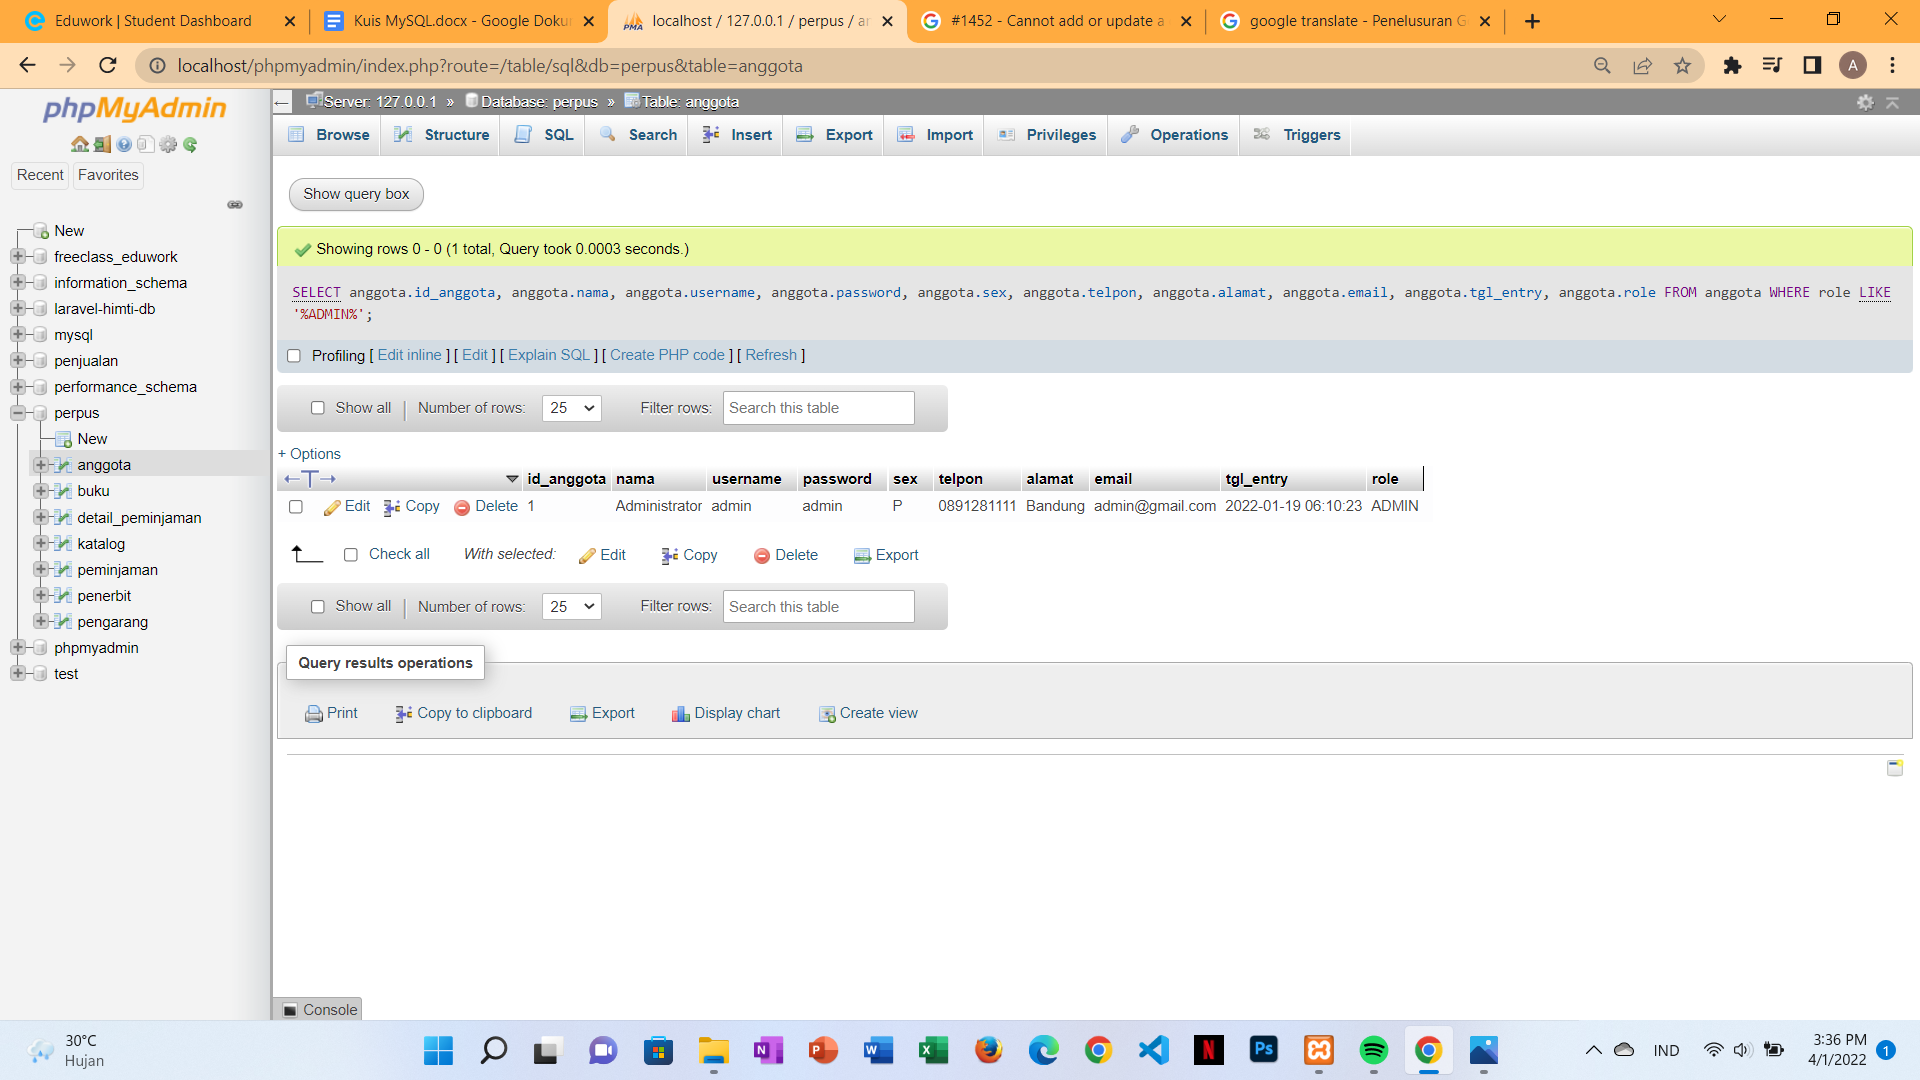 Eduwork | Student Dashboard
Kuis MySQL.docx - Google Doku
localhost / 127.0.0.1 / perpus / an
#1452 - Cannot add or update a
google translate - Penelusuran G
localhost/phpmyadmin/index.php?route=/table/sql&db=perpus&table=anggota
A
phpMyAdmin
Recent
Favorites
New
freeclass_eduwork
information_schema
laravel-himti-db
mysql
penjualan
performance_schema
perpus
New
anggota
buku
detail_peminjaman
katalog
peminjaman
penerbit
pengarang
phpmyadmin
test
Server: 127.0.0.1 » Database: perpus » Table: anggota
Browse Structure SQL Search Insert Export Import Privileges Operations Triggers
Show query box
Showing rows 0 - 0 (1 total, Query took 0.0003 seconds.)
SELECT anggota.id_anggota, anggota.nama, anggota.username, anggota.password, anggota.sex, anggota.telpon, anggota.alamat, anggota.email, anggota.tgl_entry, anggota.role FROM anggota WHERE role LIKE
'%ADMIN%';
Profiling [ Edit inline ] [ Edit ] [ Explain SQL ] [ Create PHP code ] [ Refresh ]
Show all | Number of rows: 25 Filter rows: Search this table
+ Options
←T→ id_anggota nama username password sex telpon alamat email tgl_entry role
Edit Copy Delete 1 Administrator admin admin P 0891281111 Bandung admin@gmail.com 2022-01-19 06:10:23 ADMIN
Check all With selected: Edit Copy Delete Export
Show all | Number of rows: 25 Filter rows: Search this table
Query results operations
Print Copy to clipboard Export Display chart Create view
Console
30°C
Hujan
IND
3:36 PM
4/1/2022
1